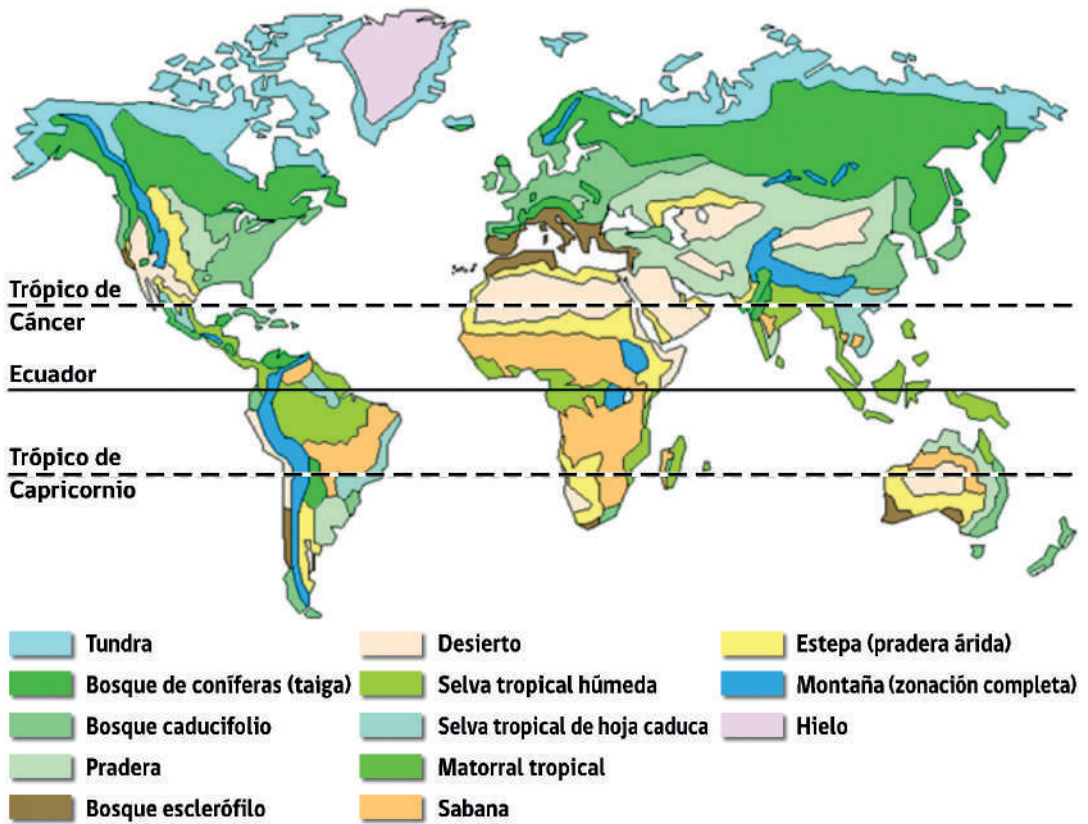 Trópico de
Cáncer
Ecuador
Trópico de
Capricornio
Tundra
Bosque de coníferas (taiga)
Bosque caducifolio
Pradera
Bosque esclerófilo
Desierto
Selva tropical húmeda
Selva tropical de hoja caduca
Matorral tropical
Sabana
Estepa (pradera árida)
Montaña (zonación completa)
Hielo